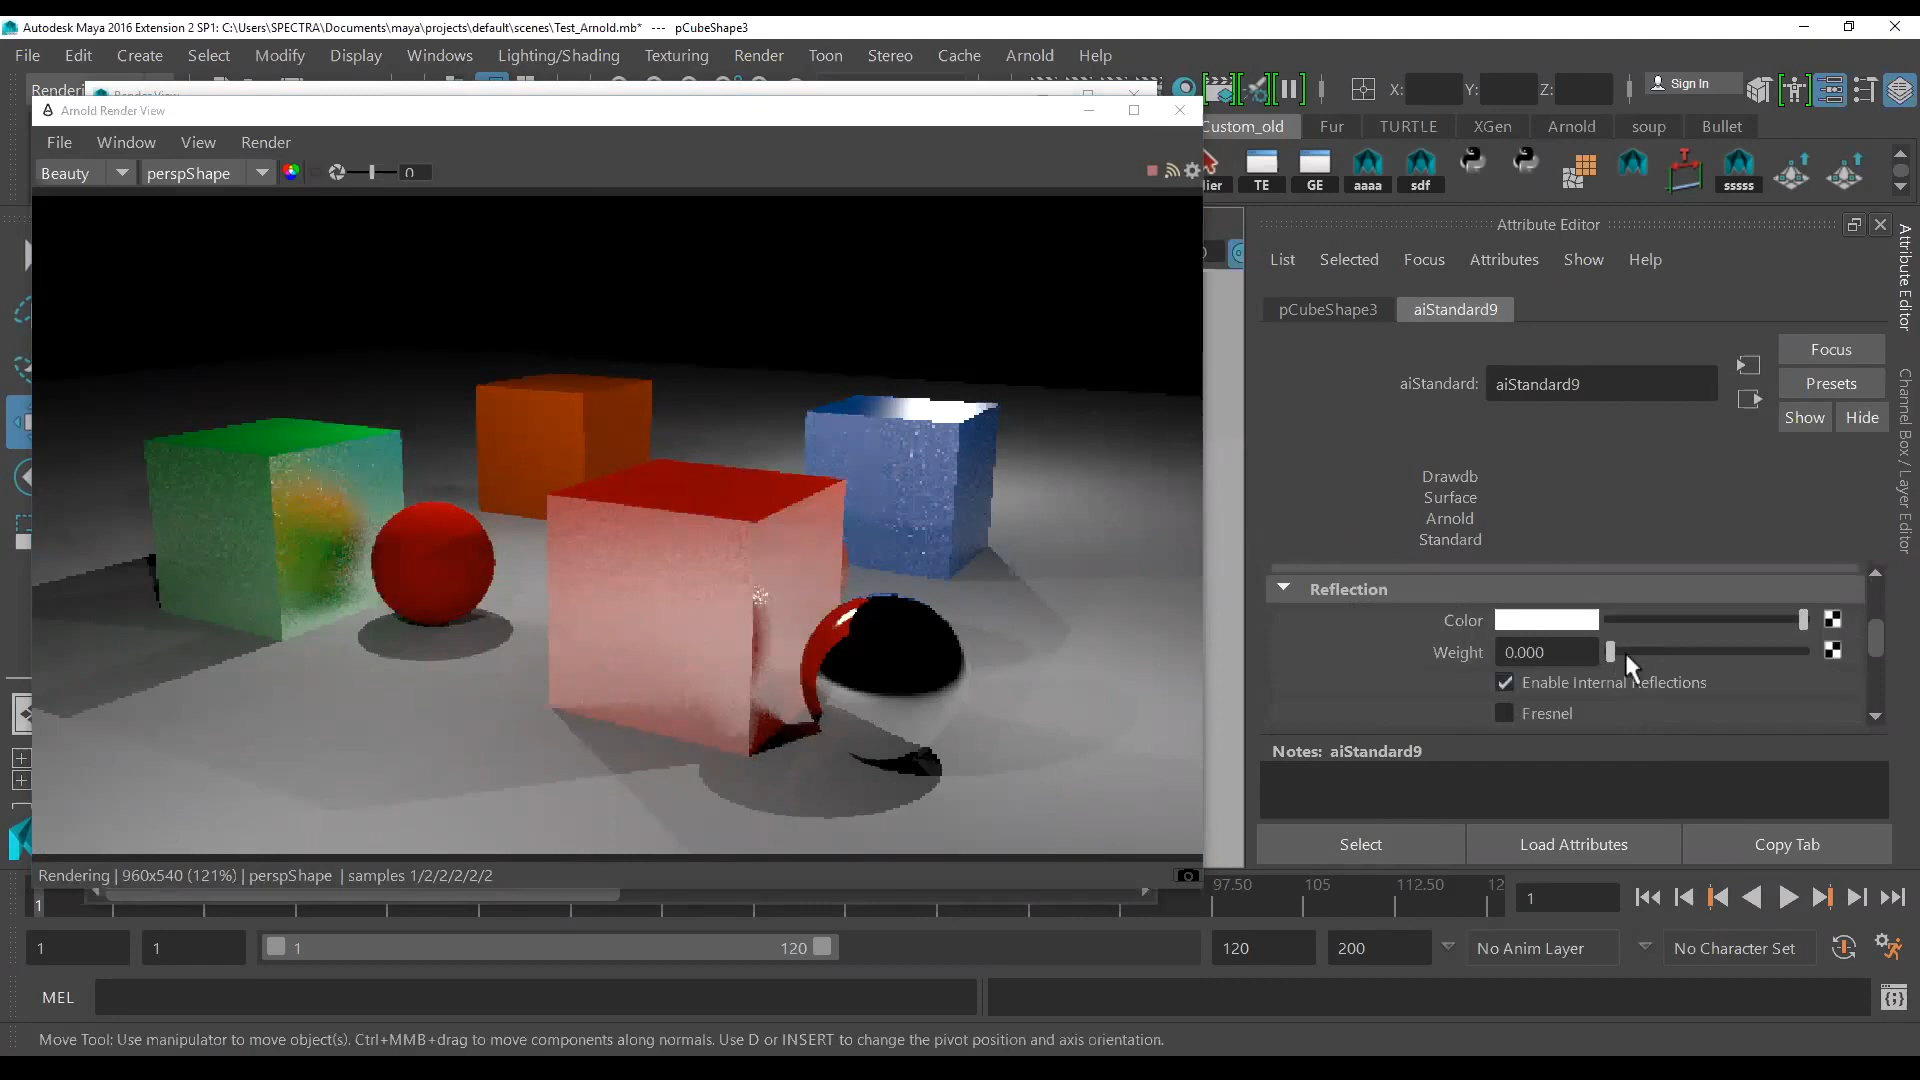 Autodesk Maya 2016 Extension 2 SP1: C:\Users\SPECTRA\Documents\maya\projects\default\scenes\Test_Arnold.mb* --- pCubeShape3
File Edit Create Select Modify Display Windows Lighting/Shading Texturing Render Toon Stereo Cache Arnold Help
Renderi
Render View
X: Y: Z: Sign In
Arnold Render View
Custom_old Fur TURTLE XGen Arnold soup Bullet
File Window View Render
Beauty perspShape 0
lier TE GE aaaa sdf sssss
Attribute Editor
List Selected Focus Attributes Show Help
pCubeShape3 aiStandard9
Focus
aiStandard: aiStandard9 Presets
Show Hide
Drawdb
Surface
Arnold
Standard
Reflection
Color
Weight 0.000
Enable Internal Reflections
Fresnel
Notes: aiStandard9
Select Load Attributes Copy Tab
Attribute Editor
Channel Box / Layer Editor
Rendering | 960x540 (121%) | perspShape | samples 1/2/2/2/2/2
1 97.50 105 112.50 12 1
1 1 1 120 120 200 No Anim Layer No Character Set
MEL
Move Tool: Use manipulator to move object(s). Ctrl+MMB+drag to move components along normals. Use D or INSERT to change the pivot position and axis orientation.